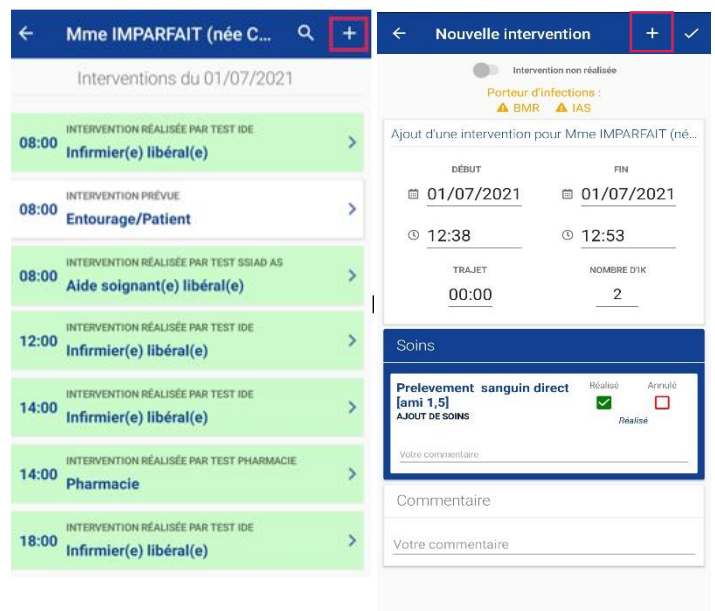 Mme IMPARFAIT (née C...
Interventions du 01/07/2021
INTERVENTION RÉALISÉE PAR TEST IDE
08:00
Infirmier(e) libéral(e)
INTERVENTION PRÉVUE
08:00
Entourage/Patient
INTERVENTION RÉALISÉE PAR TEST SSIAD AS
08:00
Aide soignant(e) libéral(e)
INTERVENTION RÉALISÉE PAR TEST IDE
12:00
Infirmier(e) libéral(e)
INTERVENTION RÉALISÉE PAR TEST IDE
14:00
Infirmier(e) libéral(e)
INTERVENTION RÉALISÉE PAR TEST PHARMACIE
14:00
Pharmacie
INTERVENTION RÉALISÉE PAR TEST IDE
18:00
Infirmier(e) libéral(e)
Nouvelle intervention
Intervention non réalisée
Porteur d'infections :
BMR IAS
Ajout d'une intervention pour Mme IMPARFAIT (né...
DÉBUT FIN
01/07/2021 01/07/2021
12:38 12:53
TRAJET NOMBRE D'IK
00:00 2
Soins
Prelevement sanguin direct Réalisé Annulé
[ami 1,5]
AJOUT DE SOINS
Réalisé
Votre commentaire
Commentaire
Votre commentaire